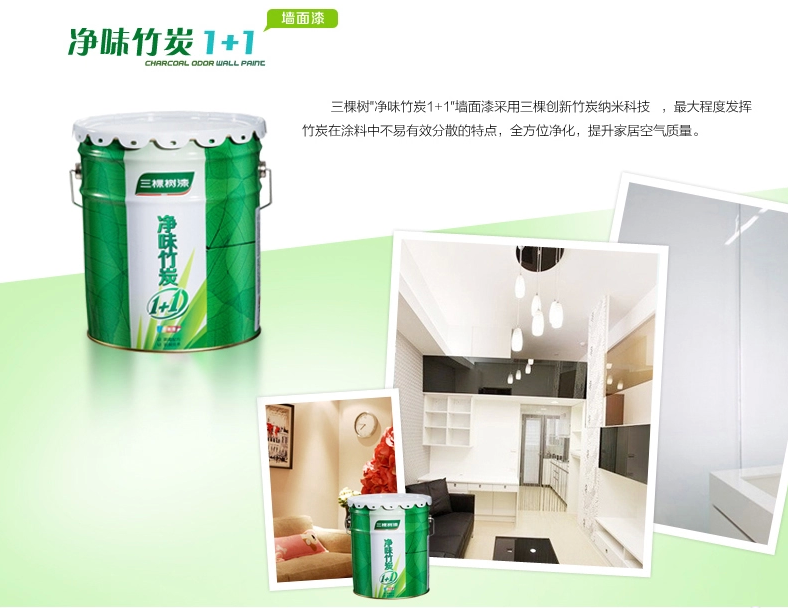 墙面漆
净味竹炭 1+1
CHARCOAL ODOR WALL PAINT
三棵树"净味竹炭1+1"墙面漆采用三棵创新竹炭纳米科技 ，最大程度发挥
竹炭在涂料中不易有效分散的特点，全方位净化，提升家居空气质量。
三棵树漆
净味竹炭
1+1
三棵树漆
净味竹炭
1+1